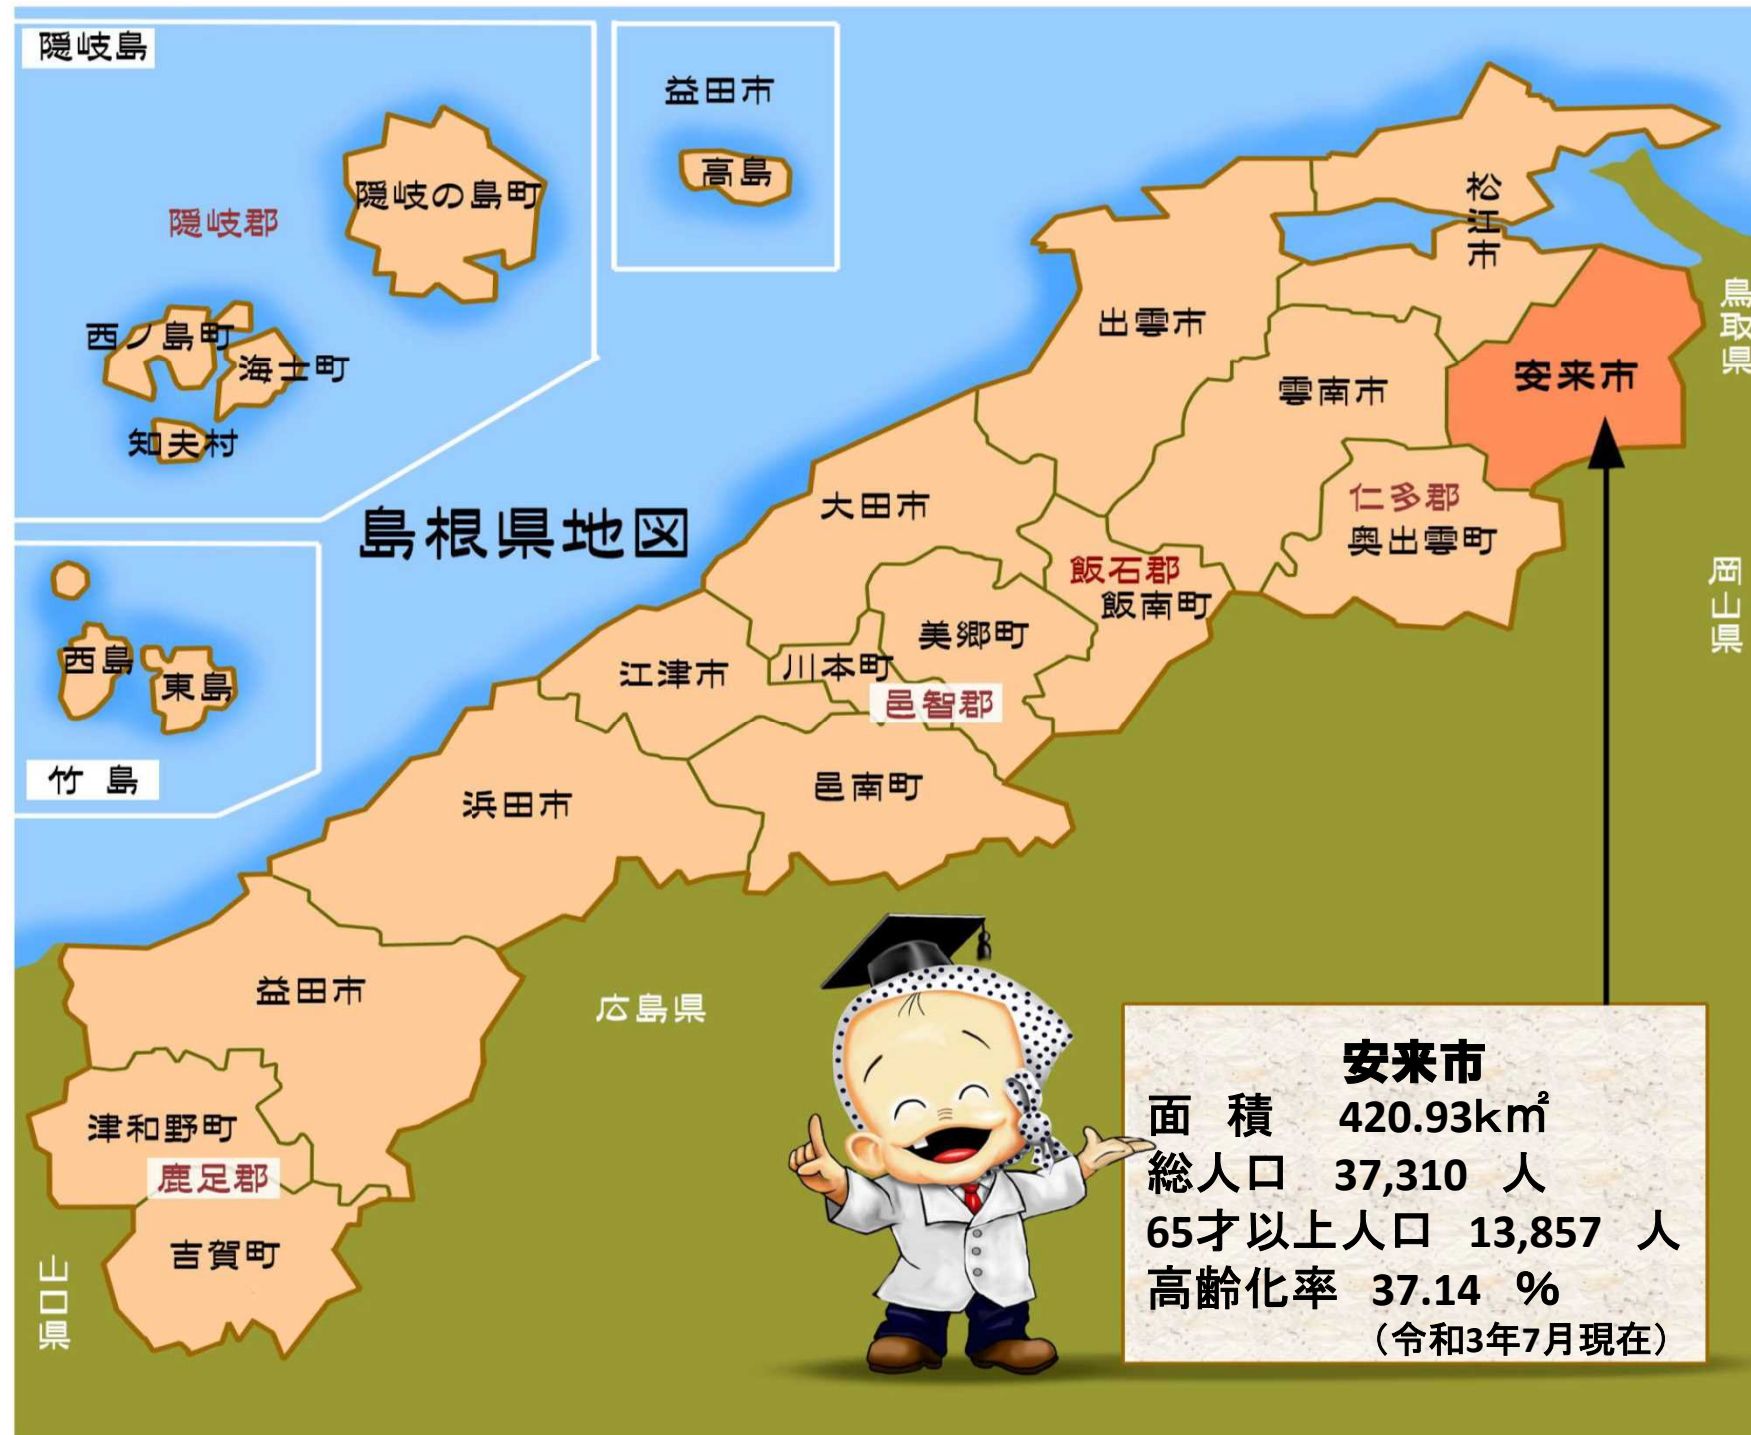 隠岐島
益田市
高島
隠岐の島町
隠岐郡
西ノ島町
海士町
知夫村
松江市
鳥取県
出雲市
雲南市
安来市
島根県地図
大田市
仁多郡
奥出雲町
飯石郡
飯南町
岡山県
美郷町
江津市
川本町
邑智郡
西島
東島
竹島
浜田市
邑南町
益田市
広島県
津和野町
鹿足郡
吉賀町
山口県
安来市
面 積 420.93k㎡
総人口 37,310 人
65才以上人口 13,857 人
高齢化率 37.14 %
（令和3年7月現在）